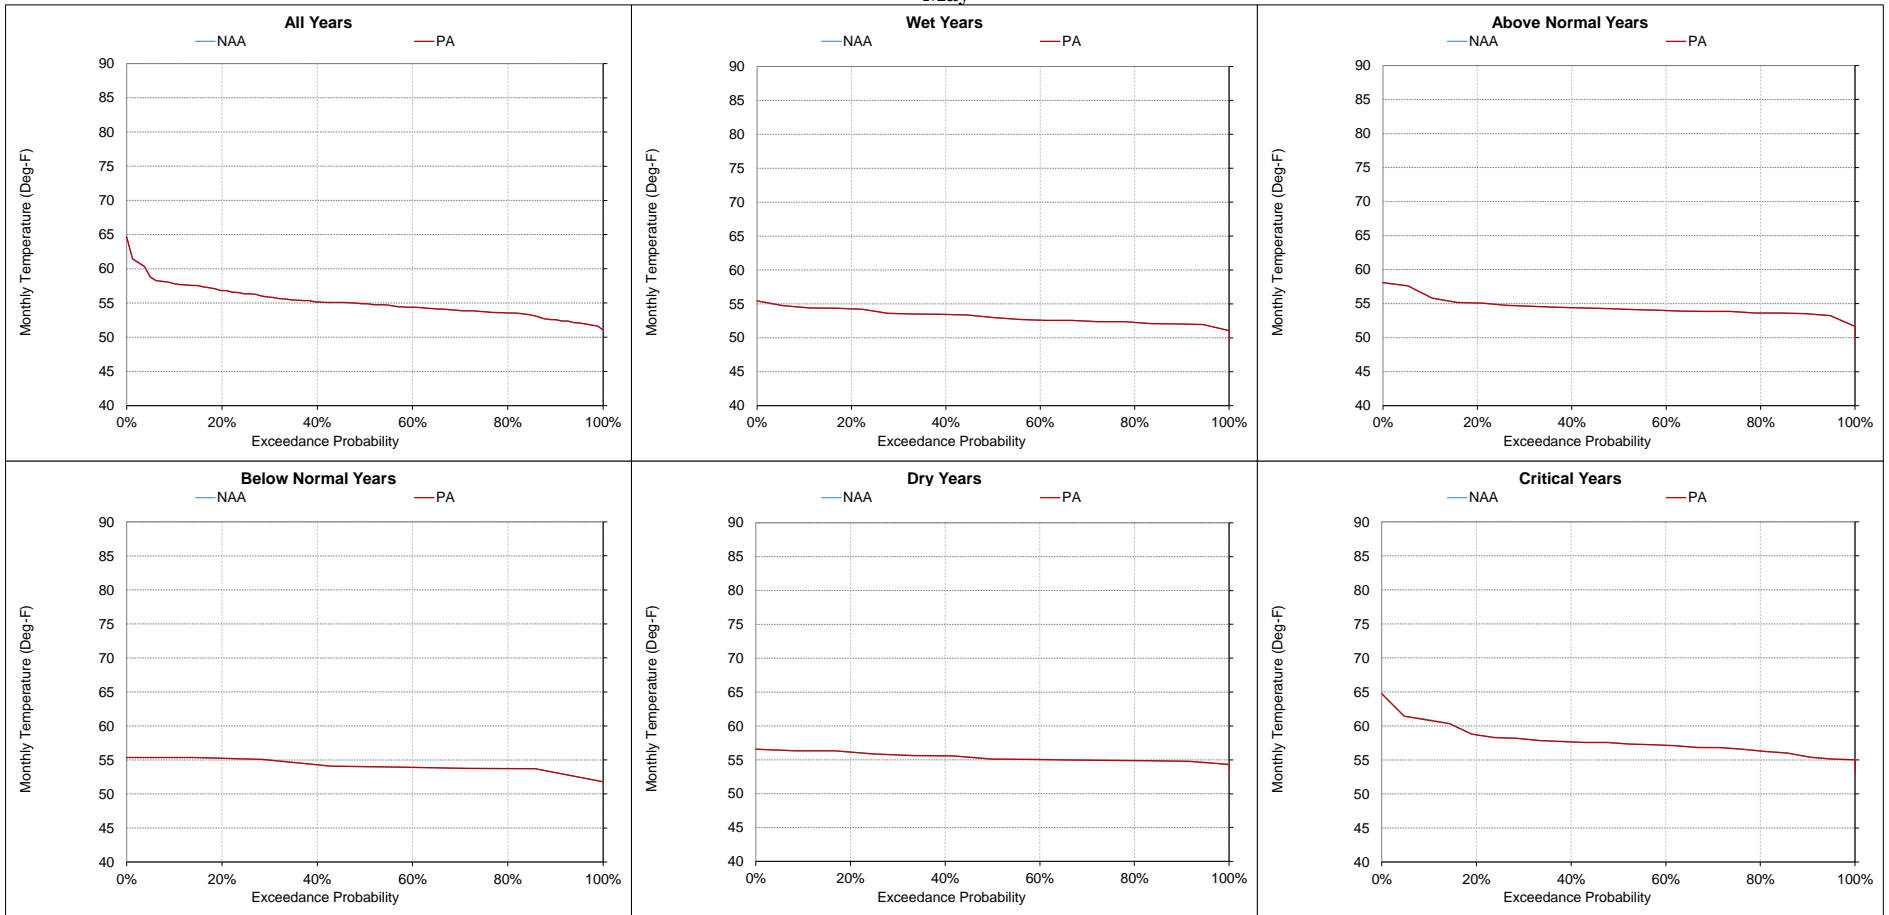 May
All Years
NAA PA
90
85
80
75
70
65
60
55
50
45
40
Monthly Temperature (Deg-F)
0% 20% 40% 60% 80% 100%
Exceedance Probability
Wet Years
NAA PA
90
85
80
75
70
65
60
55
50
45
40
Monthly Temperature (Deg-F)
0% 20% 40% 60% 80% 100%
Exceedance Probability
Above Normal Years
NAA PA
90
85
80
75
70
65
60
55
50
45
40
Monthly Temperature (Deg-F)
0% 20% 40% 60% 80% 100%
Exceedance Probability
Below Normal Years
NAA PA
90
85
80
75
70
65
60
55
50
45
40
Monthly Temperature (Deg-F)
0% 20% 40% 60% 80% 100%
Exceedance Probability
Dry Years
NAA PA
90
85
80
75
70
65
60
55
50
45
40
Monthly Temperature (Deg-F)
0% 20% 40% 60% 80% 100%
Exceedance Probability
Critical Years
NAA PA
90
85
80
75
70
65
60
55
50
45
40
Monthly Temperature (Deg-F)
0% 20% 40% 60% 80% 100%
Exceedance Probability